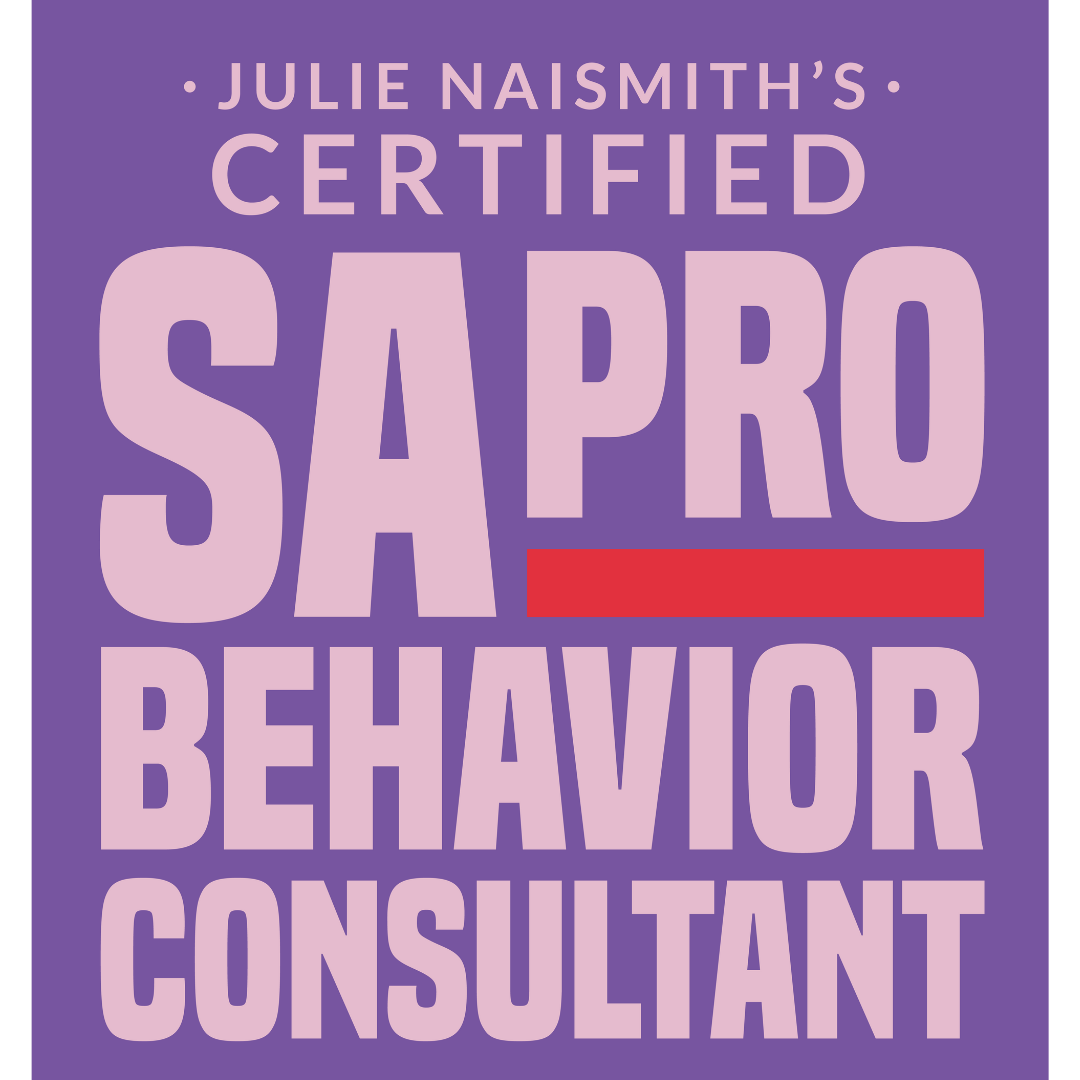 • JULIE NAISMITH’S •
CERTIFIED
SAPRO
BEHAVIOR
CONSULTANT